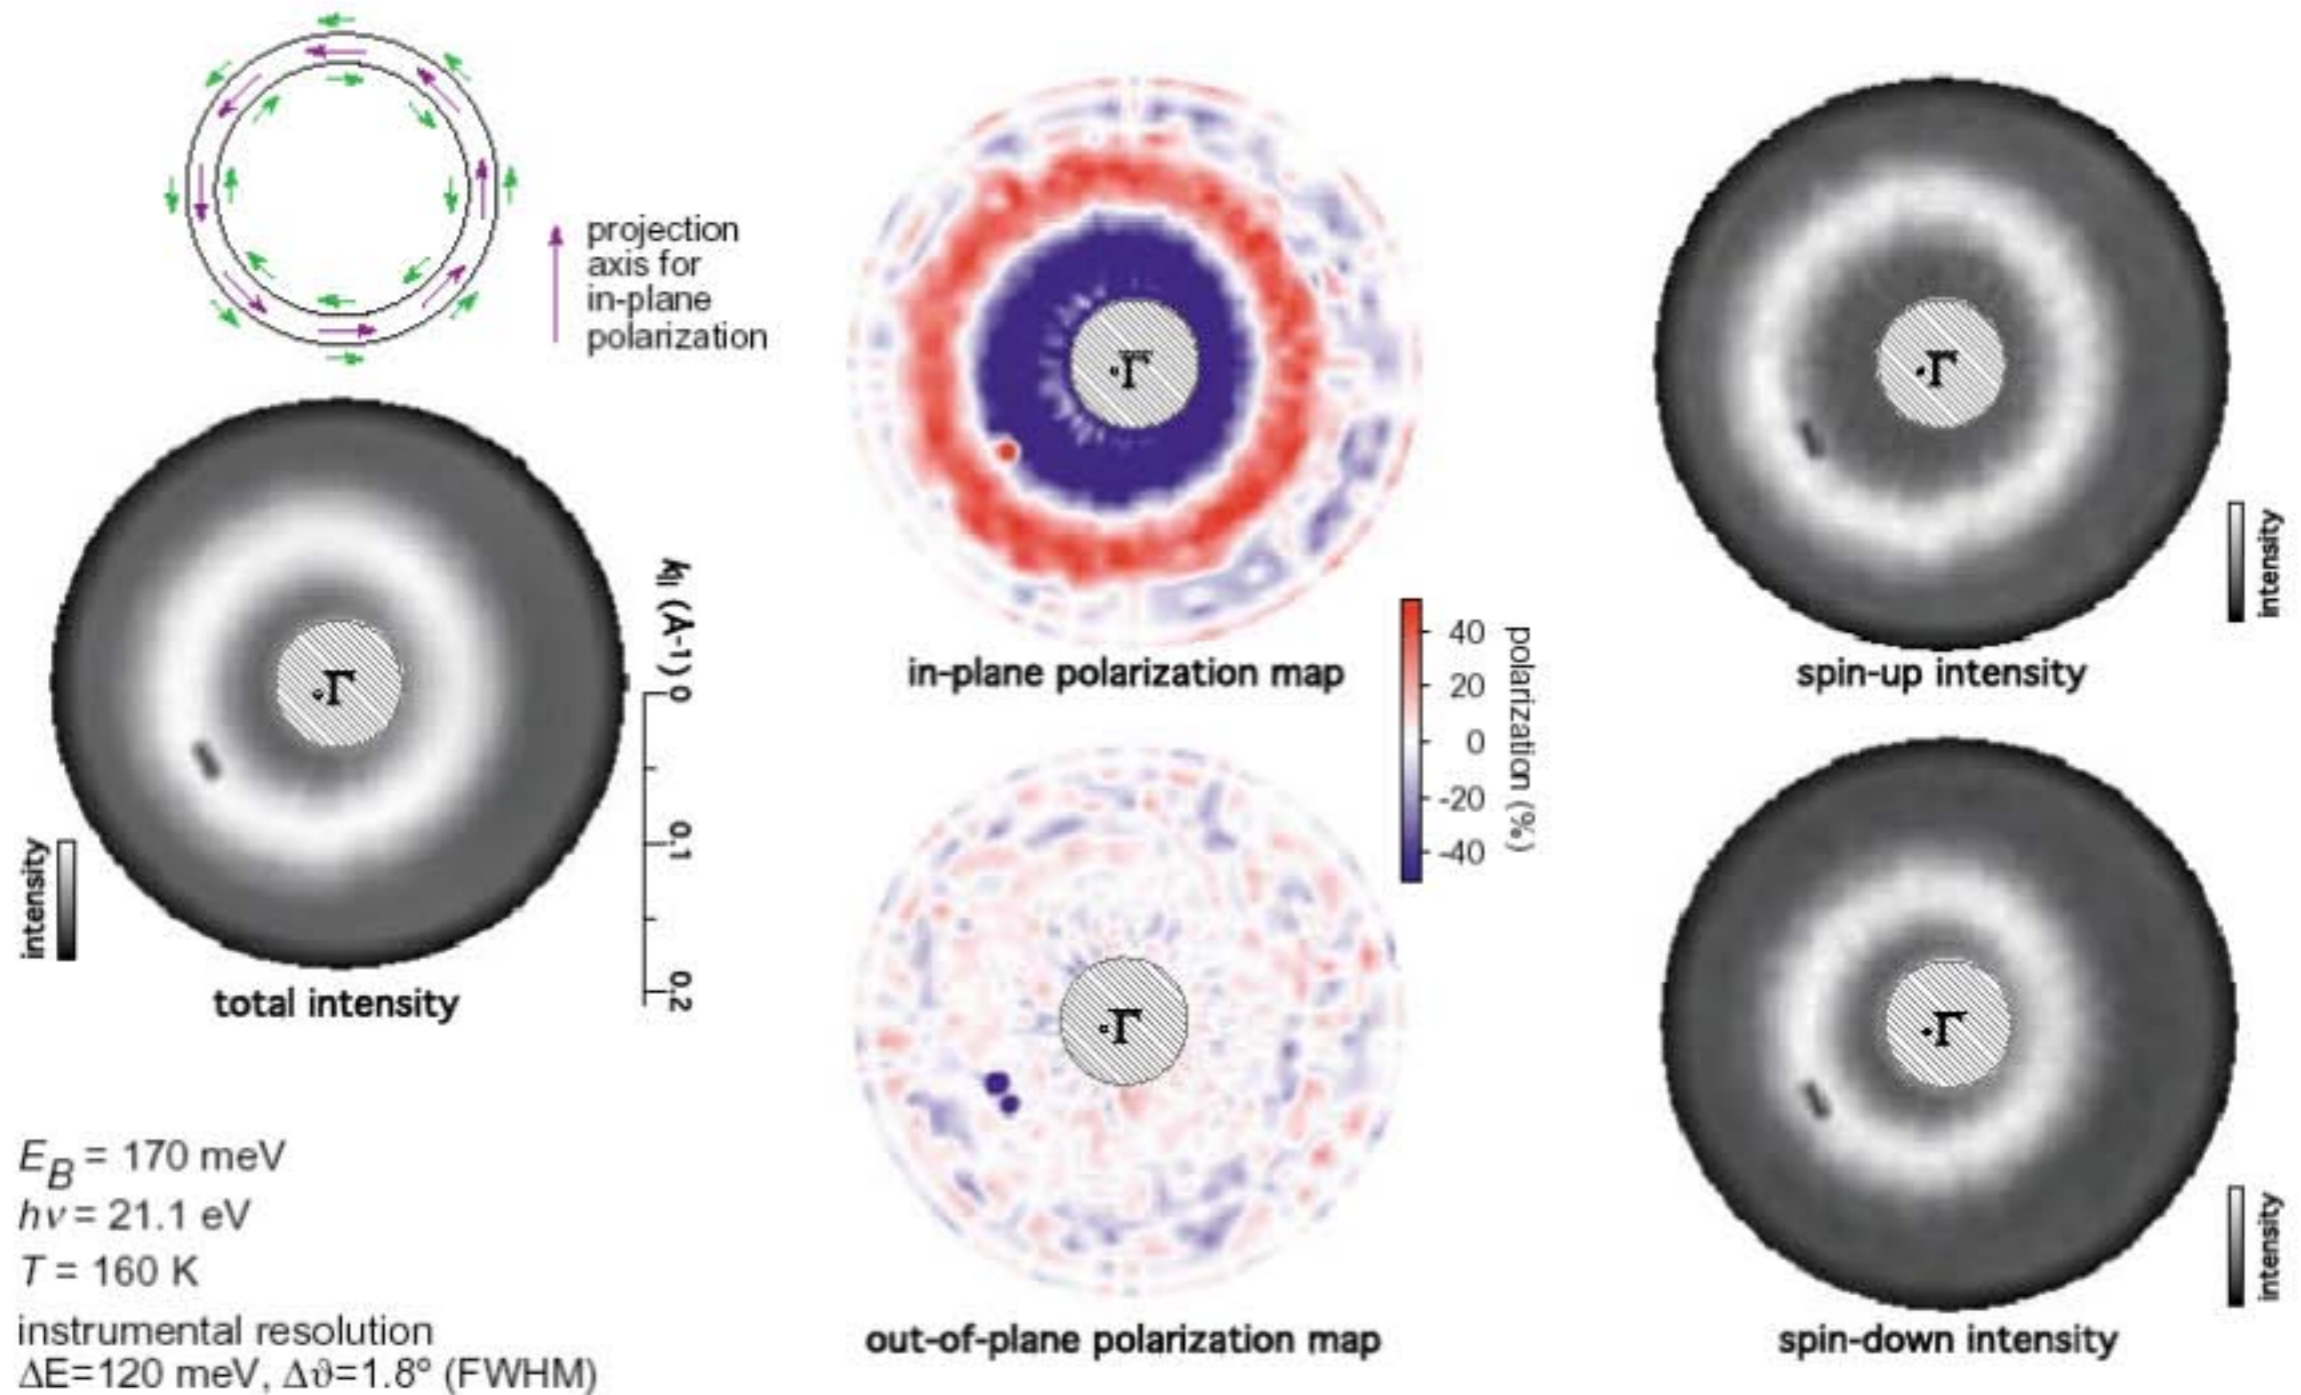 projection
axis for
in-plane
polarization
Γ
k|| (Å-1)
0
0.1
0.2
intensity
total intensity
Γ
in-plane polarization map
40
20
0
-20
-40
polarization (%)
Γ
out-of-plane polarization map
Γ
intensity
spin-up intensity
Γ
intensity
spin-down intensity
EB = 170 meV
hν = 21.1 eV
T = 160 K
instrumental resolution
ΔE=120 meV, Δϑ=1.8º (FWHM)